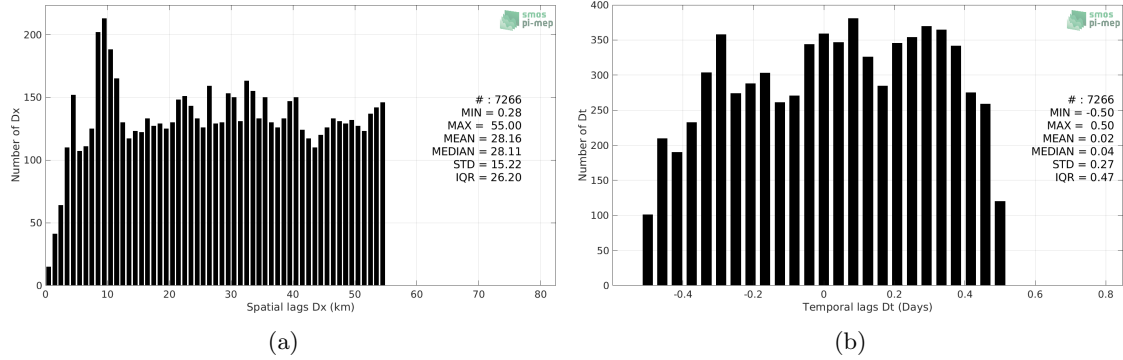 smos
pi-mep
200
150
100
50
0
Number of Dx
# : 7266
MIN = 0.28
MAX = 55.00
MEAN = 28.16
MEDIAN = 28.11
STD = 15.22
IQR = 26.20
0 10 20 30 40 50 60 70 80
Spatial lags Dx (km)
(a)
smos
pi-mep
400
350
300
250
200
150
100
50
0
Number of Dt
# : 7266
MIN = -0.50
MAX = 0.50
MEAN = 0.02
MEDIAN = 0.04
STD = 0.27
IQR = 0.47
-0.4 -0.2 0 0.2 0.4 0.6 0.8
Temporal lags Dt (Days)
(b)